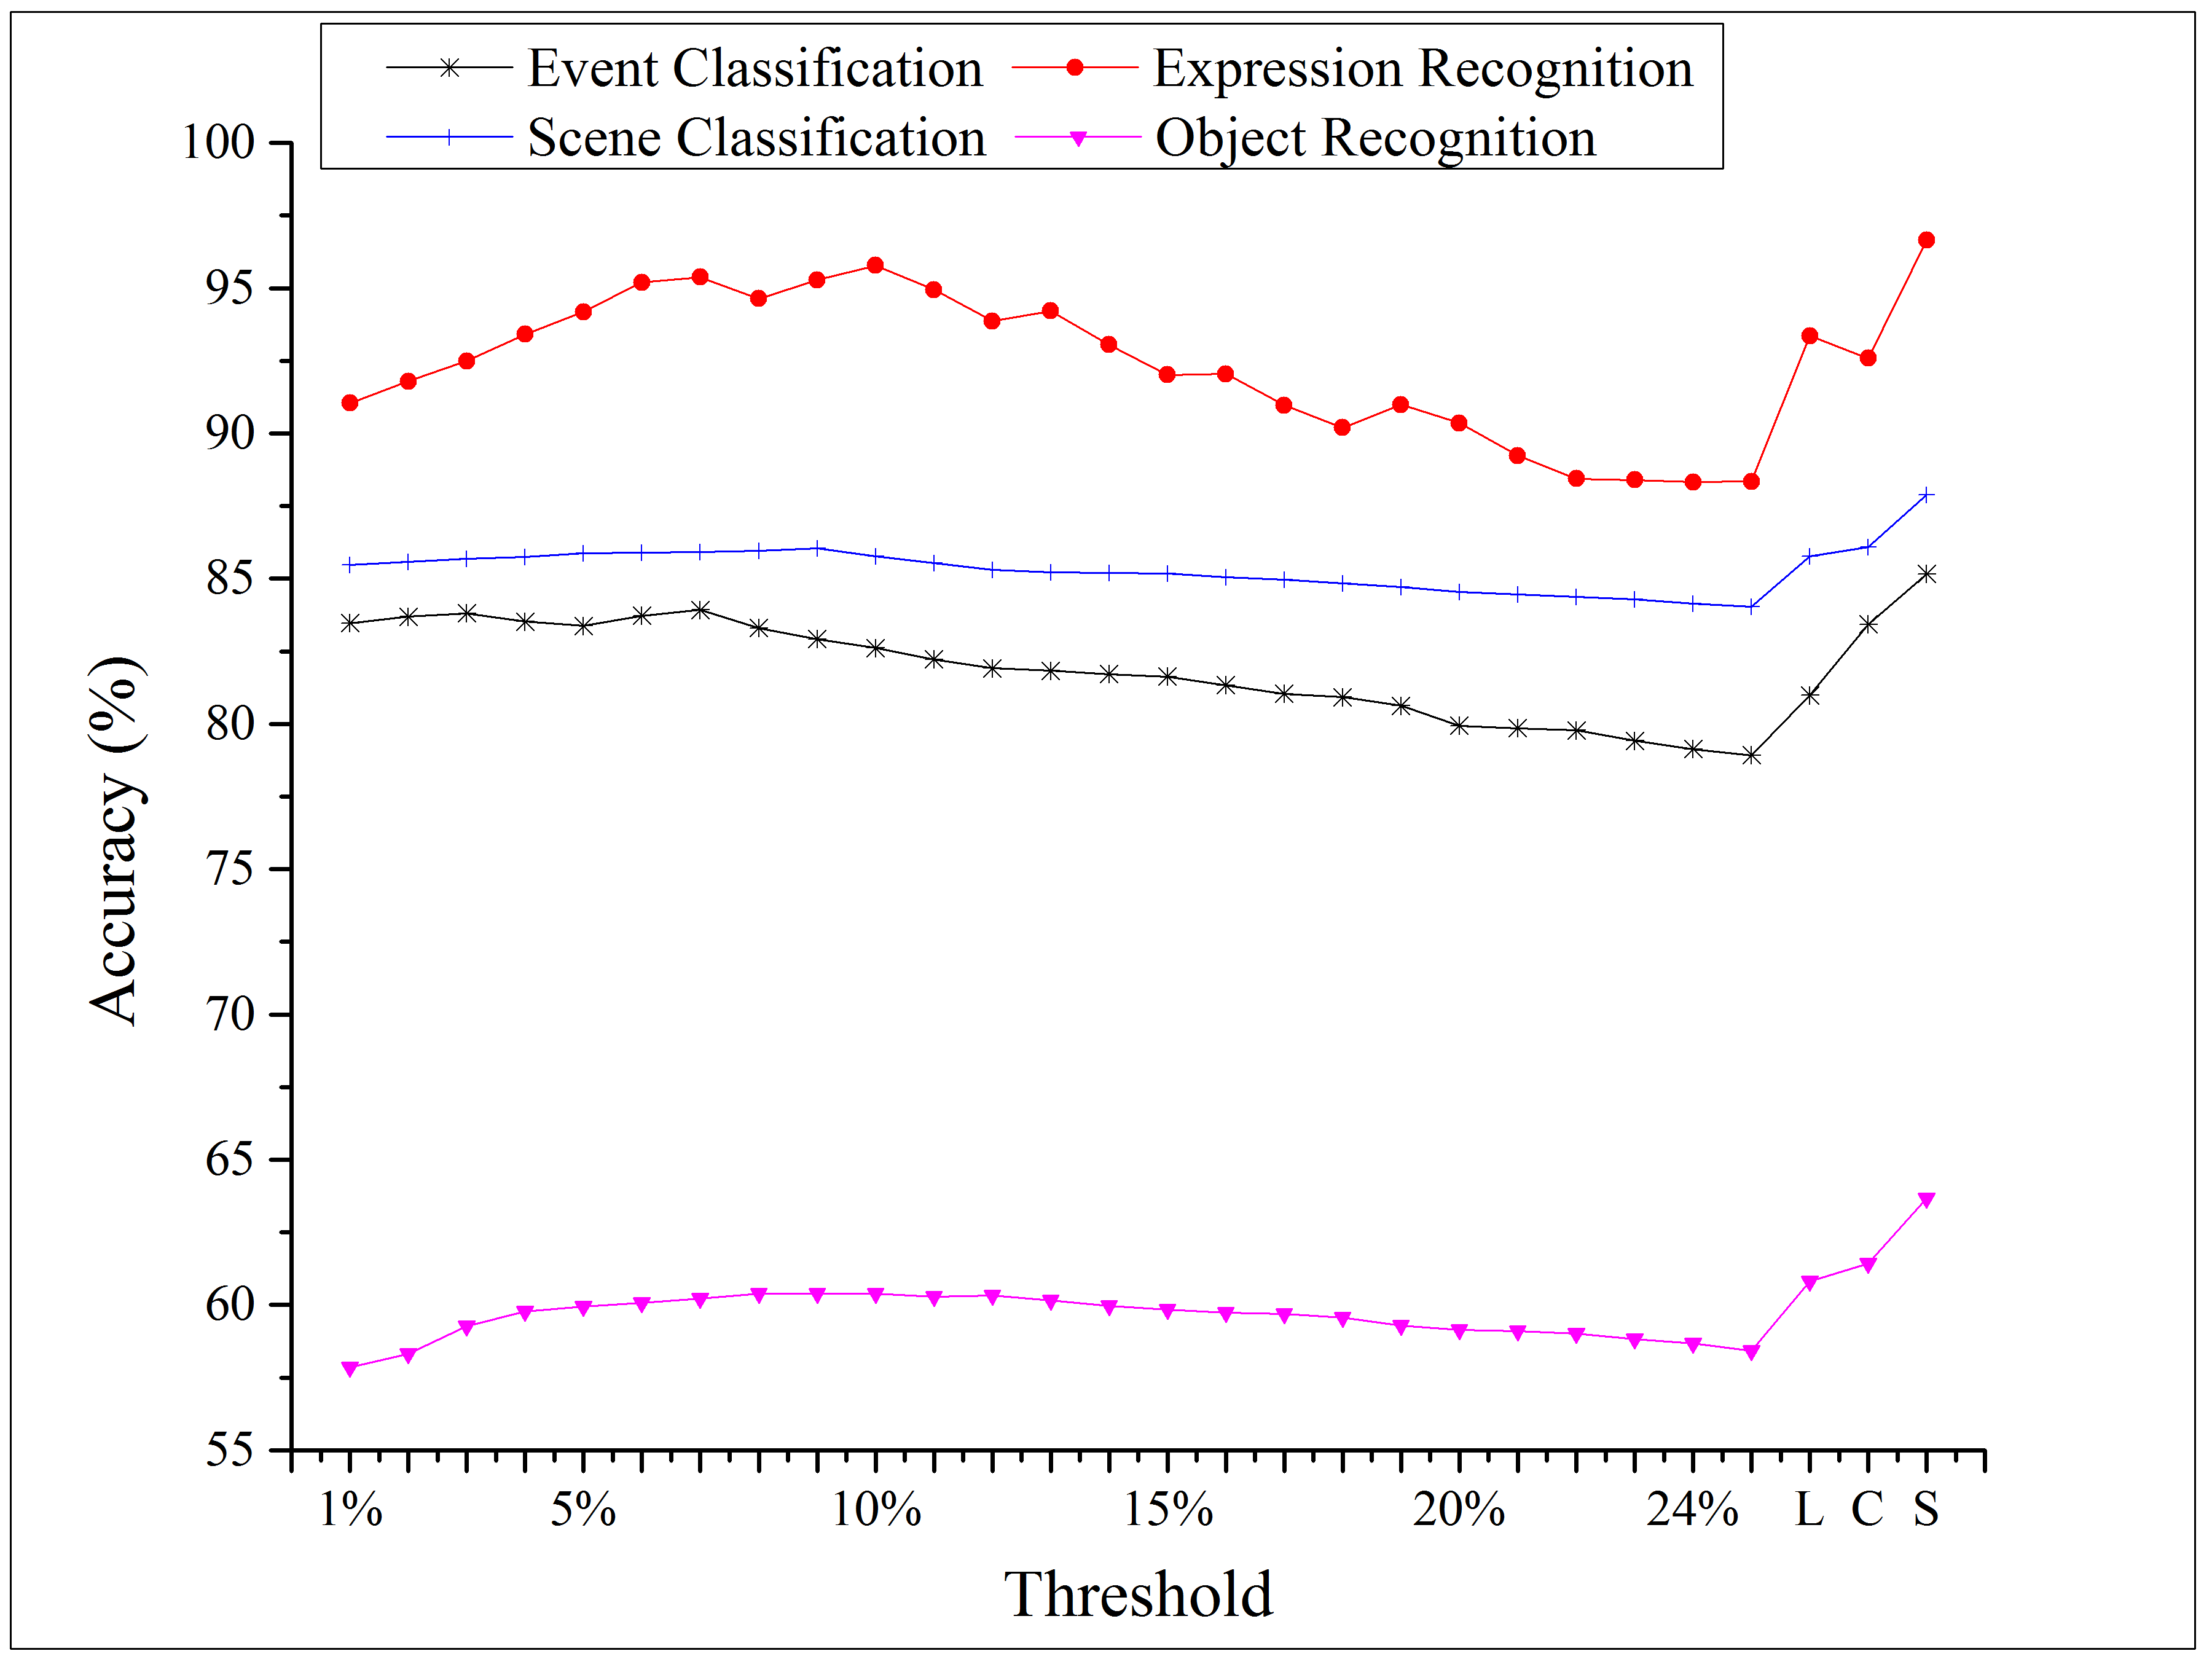 Event Classification Expression Recognition
Scene Classification Object Recognition
100
95
90
85
80
75
70
65
60
55
Accuracy (%)
1% 5% 10% 15% 20% 24% L C S
Threshold